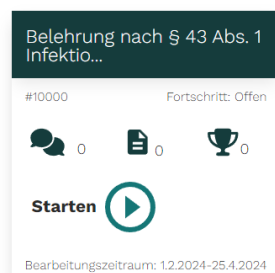 Belehrung nach § 43 Abs. 1
Infektio...
#10000 Fortschritt: Offen
0 0 0
Starten
Bearbeitungszeitraum: 1.2.2024-25.4.2024